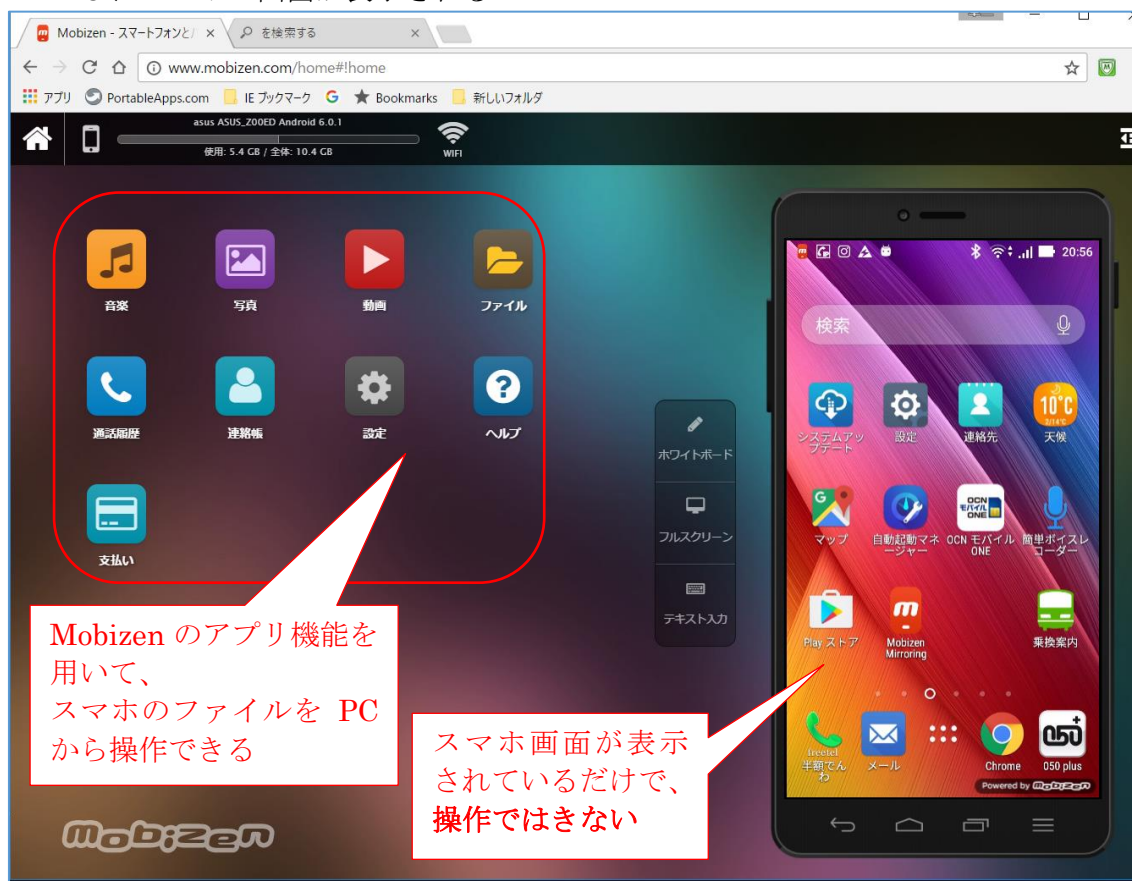 Mobizen - スマートフォンと
を検索する
www.mobizen.com/home#!home
アプリ PortableApps.com IE ブックマーク G Bookmarks 新しいフォルダ
asus ASUS_Z00ED Android 6.0.1
使用: 5.4 GB / 全体: 10.4 GB
WIFI
音楽 写真 動画 ファイル
通話履歴 連絡帳 設定 ヘルプ
支払い
Mobizen のアプリ機能を
用いて、
スマホのファイルを PC
から操作できる
ホワイトボード
フルスクリーン
テキスト入力
スマホ画面が表示
されているだけで、
操作ではきない
mobizen
20:56
検索
10°C
システムアッ 設定 連絡先 天候
プデート
G
OCN
モバイル
ONE
マップ 自動起動マネ OCN モバイル 簡単ボイスレ
ージャー ONE コーダー
Play ストア Mobizen 乗換案内
Mirroring
freetel
050+
半額でん メール Chrome 050 plus
わ
Powered by mobizen